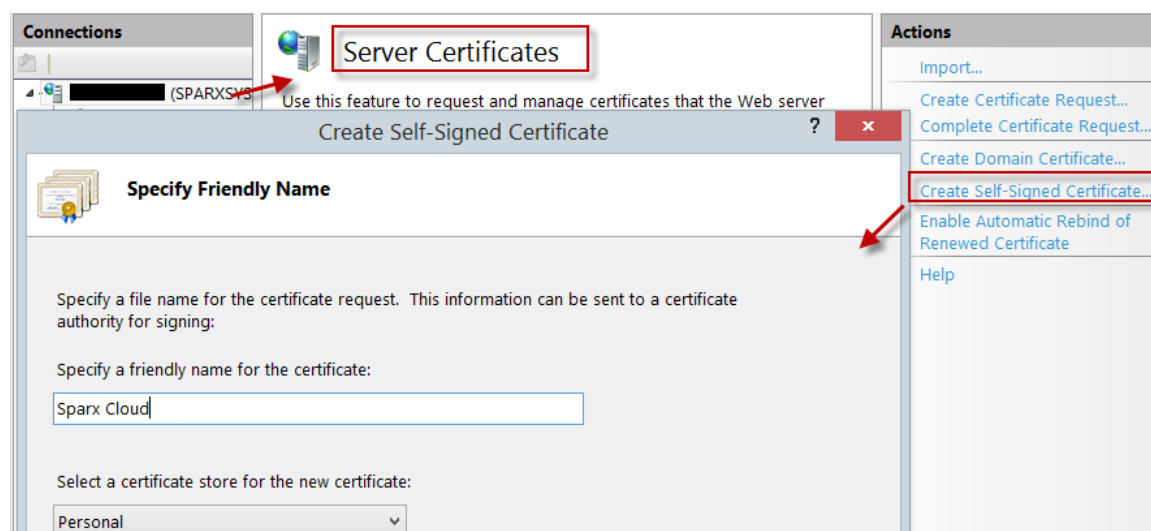 Connections
Server Certificates
(SPARXSYS
Use this feature to request and manage certificates that the Web server
Create Self-Signed Certificate
?
x
Specify Friendly Name
Specify a file name for the certificate request. This information can be sent to a certificate
authority for signing:
Specify a friendly name for the certificate:
Sparx Cloud
Select a certificate store for the new certificate:
Personal
Actions
Import...
Create Certificate Request...
Complete Certificate Request...
Create Domain Certificate...
Create Self-Signed Certificate...
Enable Automatic Rebind of
Renewed Certificate
Help